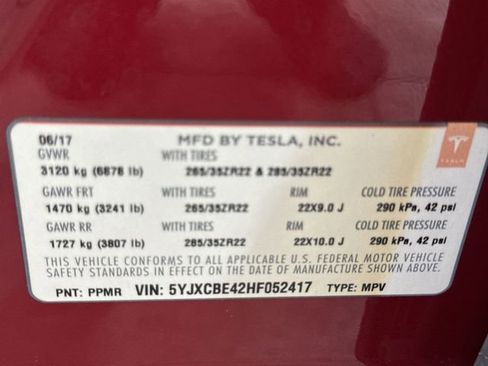 06/17 MFD BY TESLA, INC.
GVWR WITH TIRES
3120 kg (6878 lb) 265/35ZR22 & 285/35ZR22
GAWR FRT WITH TIRES RIM COLD TIRE PRESSURE
1470 kg (3241 lb) 265/35ZR22 22X9.0 J 290 kPa, 42 psi
GAWR RR WITH TIRES RIM COLD TIRE PRESSURE
1727 kg (3807 lb) 285/35ZR22 22X10.0 J 290 kPa, 42 psi
THIS VEHICLE CONFORMS TO ALL APPLICABLE U.S. FEDERAL MOTOR VEHICLE
SAFETY STANDARDS IN EFFECT ON THE DATE OF MANUFACTURE SHOWN ABOVE.
PNT: PPMR VIN: 5YJXCBE42HF052417 TYPE: MPV
TESLA